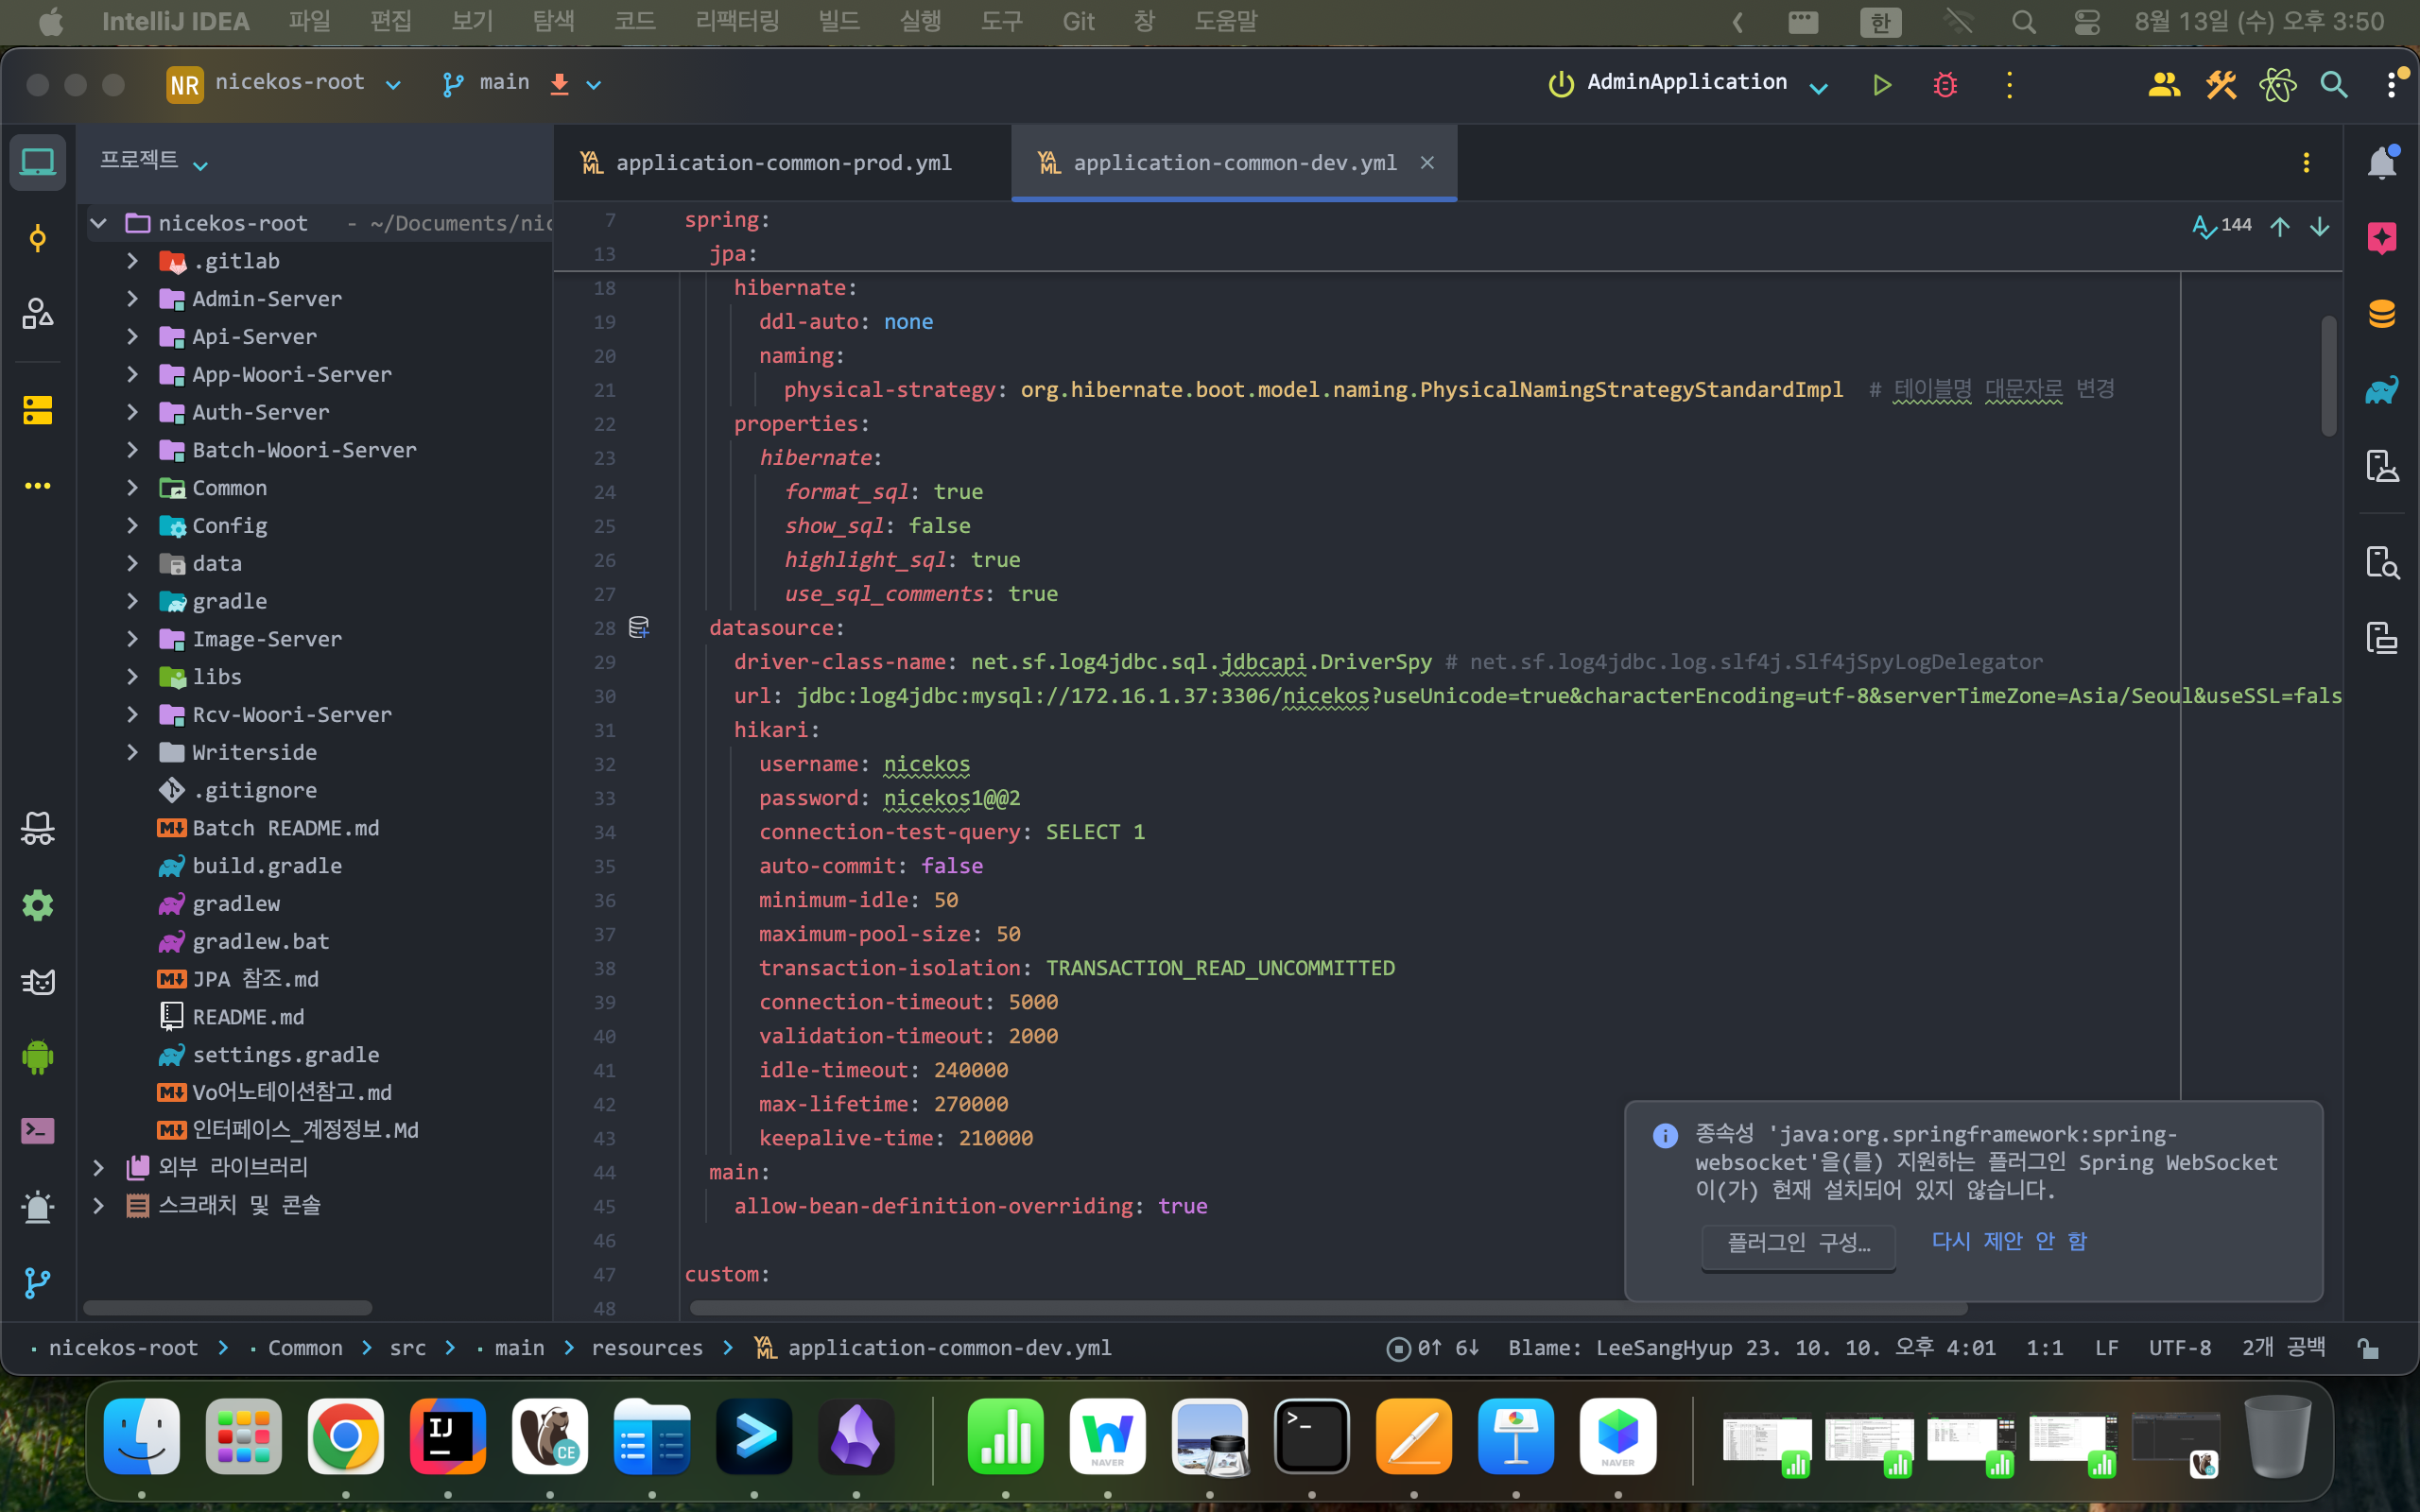 IntelliJ IDEA 파일 편집 보기 탐색 코드 리팩터링 빌드 실행 도구 Git 창 도움말 한 8월 13일 (수) 오후 3:50
NR nicekos-root main AdminApplication
프로젝트
nicekos-root - ~/Documents/nic
.gitlab
Admin-Server
Api-Server
App-Woori-Server
Auth-Server
Batch-Woori-Server
Common
Config
data
gradle
Image-Server
libs
Rcv-Woori-Server
Writerside
.gitignore
Batch README.md
build.gradle
gradlew
gradlew.bat
JPA 참조.md
README.md
settings.gradle
Vo어노테이션참고.md
인터페이스_계정정보.Md
외부 라이브러리
스크래치 및 콘솔
YAML application-common-prod.yml YAML application-common-dev.yml
144
7 spring:
13 jpa:
18 hibernate:
19 ddl-auto: none
20 naming:
21 physical-strategy: org.hibernate.boot.model.naming.PhysicalNamingStrategyStandardImpl # 테이블명 대문자로 변경
22 properties:
23 hibernate:
24 format_sql: true
25 show_sql: false
26 highlight_sql: true
27 use_sql_comments: true
28 datasource:
29 driver-class-name: net.sf.log4jdbc.sql.jdbcapi.DriverSpy # net.sf.log4jdbc.log.slf4j.Slf4jSpyLogDelegator
30 url: jdbc:log4jdbc:mysql://172.16.1.37:3306/nicekos?useUnicode=true&characterEncoding=utf-8&serverTimeZone=Asia/Seoul&useSSL=fals
31 hikari:
32 username: nicekos
33 password: nicekos1@@2
34 connection-test-query: SELECT 1
35 auto-commit: false
36 minimum-idle: 50
37 maximum-pool-size: 50
38 transaction-isolation: TRANSACTION_READ_UNCOMMITTED
39 connection-timeout: 5000
40 validation-timeout: 2000
41 idle-timeout: 240000
42 max-lifetime: 270000
43 keepalive-time: 210000
44 main:
45 allow-bean-definition-overriding: true
46
47 custom:
48
종속성 'java:org.springframework:spring-
websocket'을(를) 지원하는 플러그인 Spring WebSocket
이(가) 현재 설치되어 있지 않습니다.
플러그인 구성... 다시 제안 안 함
nicekos-root Common src main resources YAML application-common-dev.yml 0↑ 6↓ Blame: LeeSangHyup 23. 10. 10. 오후 4:01 1:1 LF UTF-8 2개 공백
IJ CE NAVER NAVER